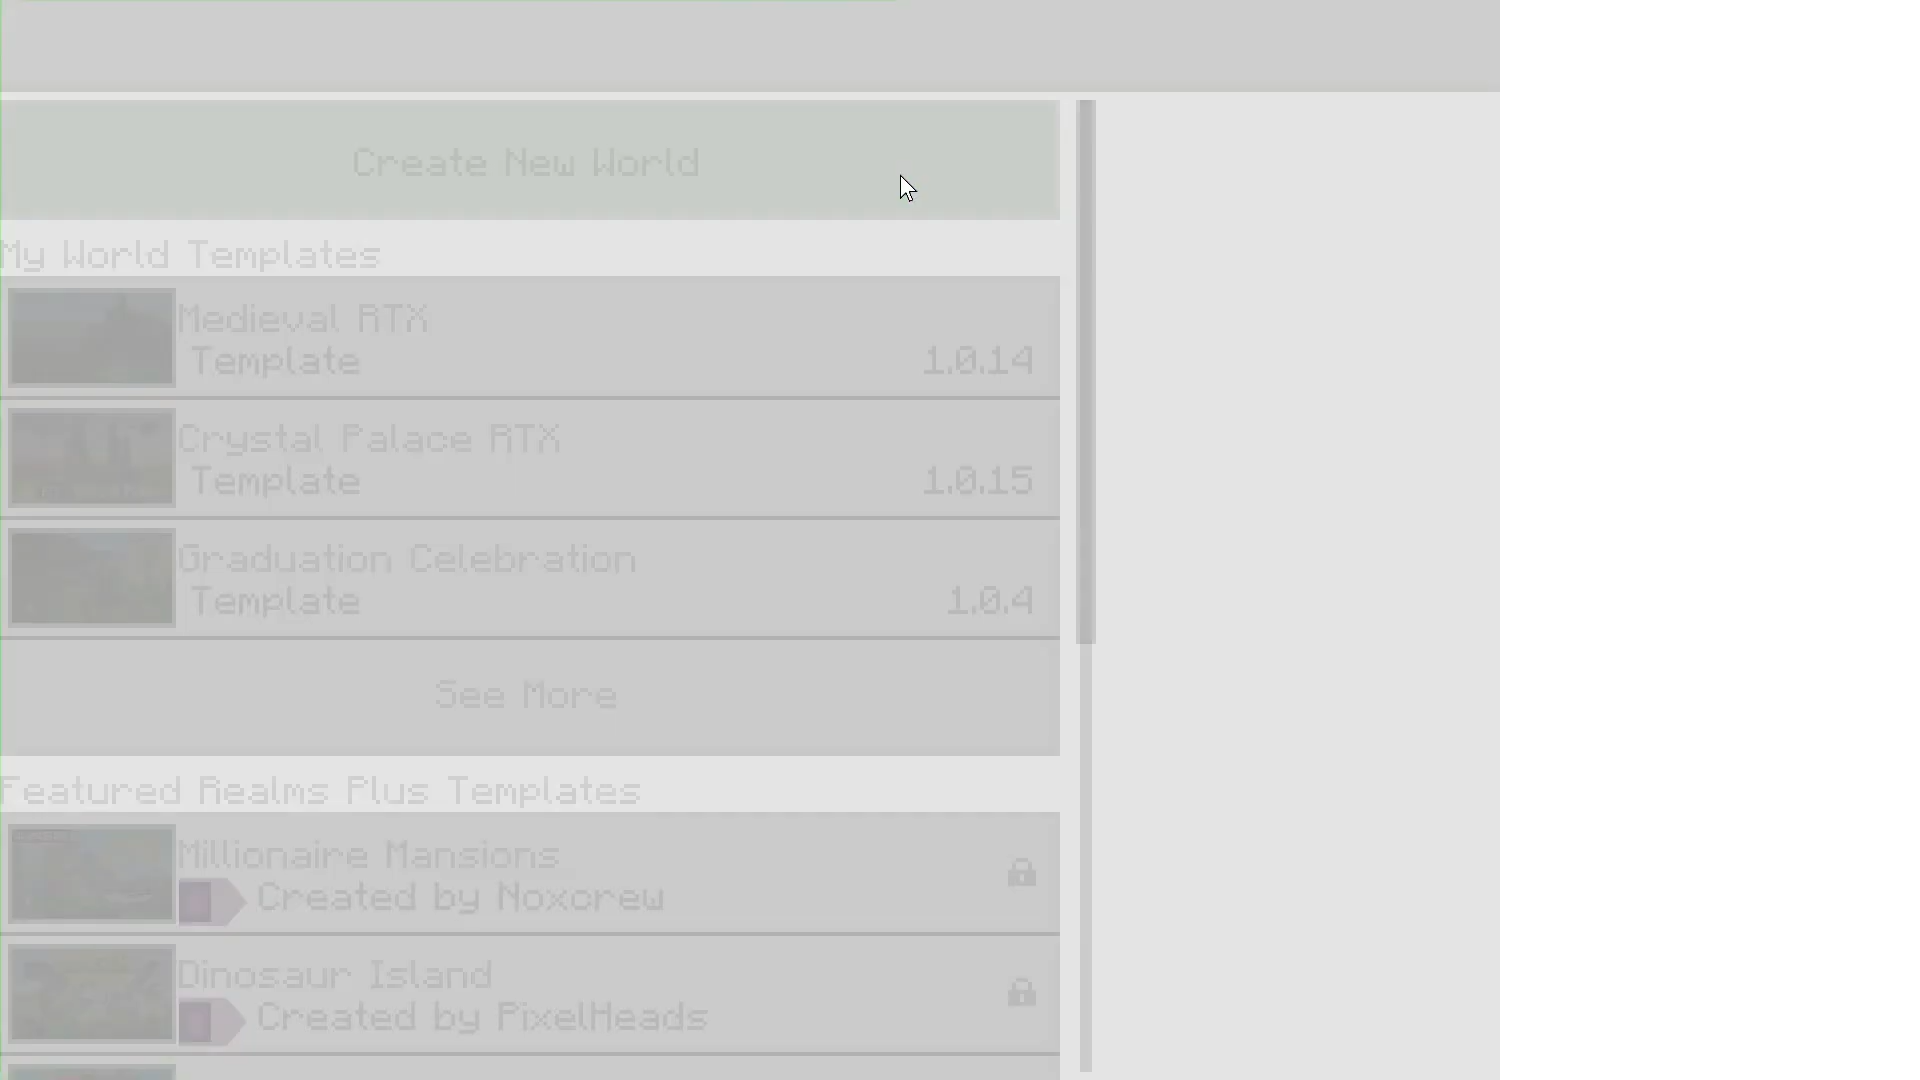 Create New World
My World Templates
Medieval RTX
Template 1.0.14
Crystal Palace RTX
Template 1.0.15
Graduation Celebration
Template 1.0.4
See More
Featured Realms Plus Templates
Millionaire Mansions
Created by Noxcrew
Dinosaur Island
Created by PixelHeads